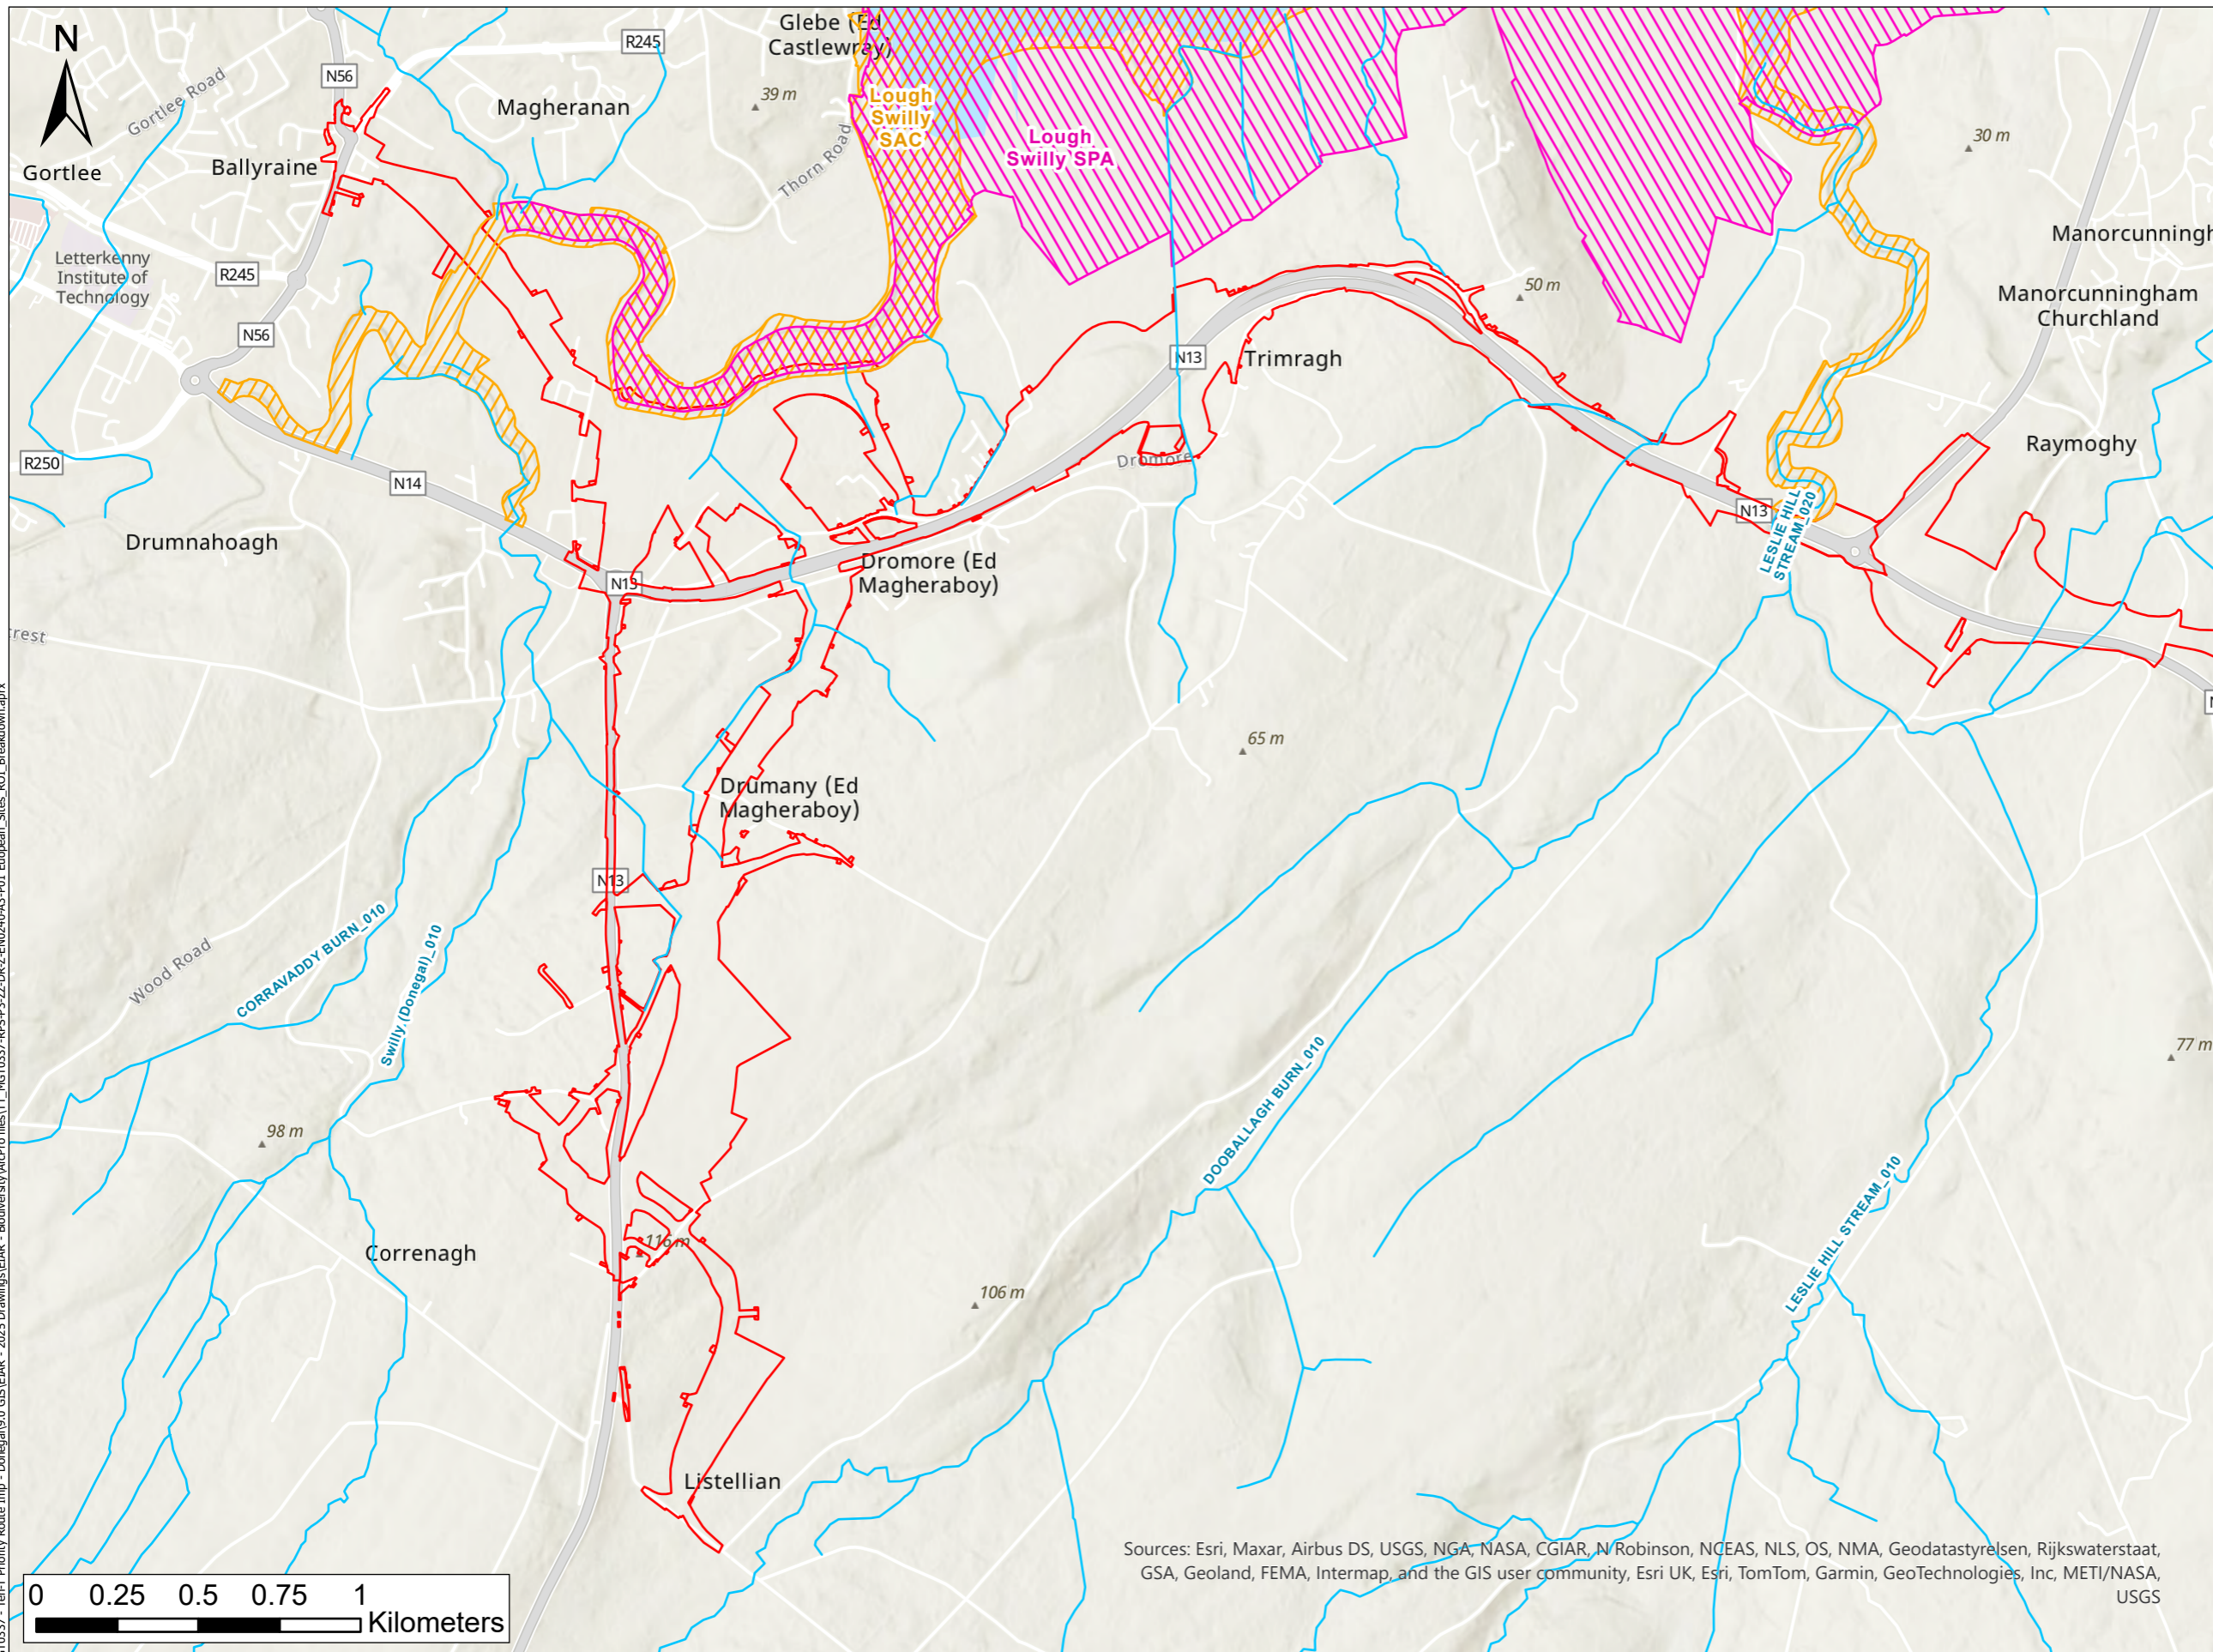 N
Glebe (Ed
Castlewray)
R245
N56
Gortlee Road
Magheranan
39 m
Lough
Swilly
SAC
Lough
Swilly SPA
Thorn Road
30 m
Gortlee
Ballyraine
Letterkenny
Institute of
Technology
R245
N56
Manorcunningh
Manorcunningham
Churchland
50 m
N13
Trimragh
R250
N14
Dromore
Raymoghy
N13
LESLIE HILL
STREAM_020
Drumnahoagh
N13
Dromore (Ed
Magheraboy)
crest
N
65 m
Drumany (Ed
Magheraboy)
N13
Wood Road
CORRAVADDY BURN_010
Swilly (Donegal)_010
77 m
98 m
DOOBALLAGH BURN_010
LESLIE HILL STREAM_010
Correnagh
116 m
106 m
Listellian
Sources: Esri, Maxar, Airbus DS, USGS, NGA, NASA, CGIAR, N Robinson, NCEAS, NLS, OS, NMA, Geodatastyrelsen, Rijkswaterstaat,
GSA, Geoland, FEMA, Intermap, and the GIS user community, Esri UK, Esri, TomTom, Garmin, GeoTechnologies, Inc, METI/NASA,
USGS
0 0.25 0.5 0.75 1
Kilometers